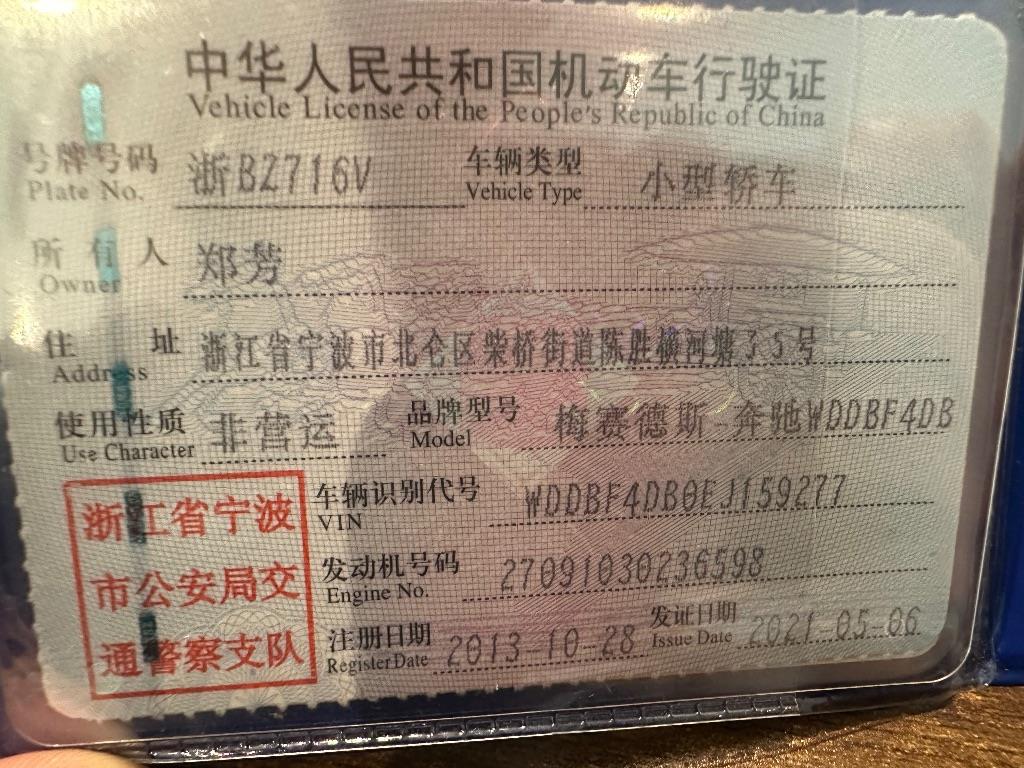 中华人民共和国机动车行驶证
Vehicle License of the People's Republic of China
号牌号码 浙BZ716V 车辆类型 小型轿车
Plate No. Vehicle Type
所有人 郑芳
Owner
住址 浙江省宁波市北仑区柴桥街道陈胜横河塘35号
Address
使用性质 非营运 品牌型号 梅赛德斯-奔驰WDDBF4DB
Use Character Model
浙江省宁波
市公安局交
通警察支队
车辆识别代号 WDDBF4DB0EJ159277
VIN
发动机号码 27091030236598
Engine No.
注册日期 2013-10-28 发证日期 2021-05-06
Register Date Issue Date